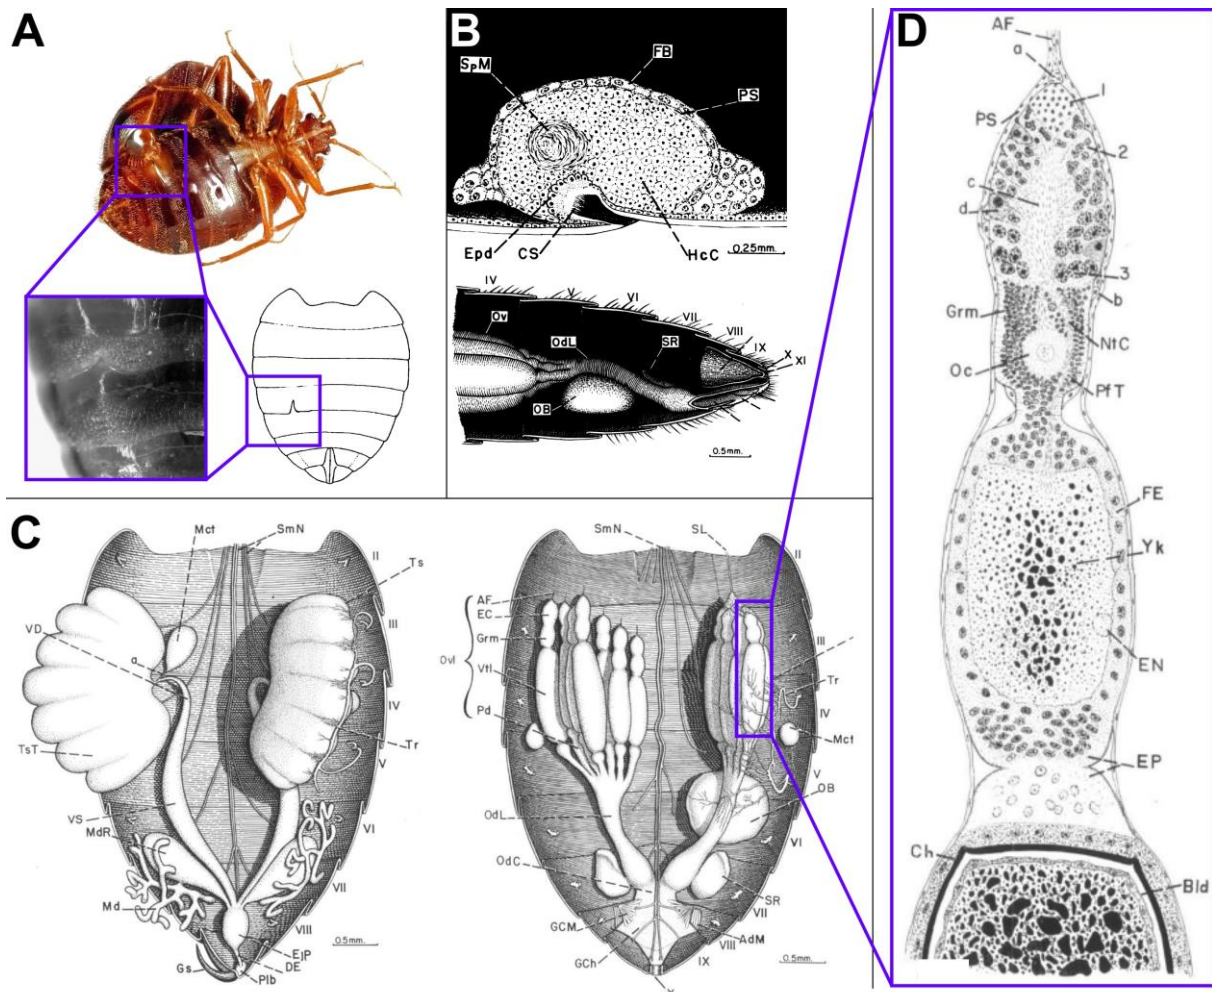 A
B
SpM
FB
PS
Epd
CS
HcC
0.25mm.
IV
V
VI
VII
VIII
IX
X
XI
Ov
OdL
SR
OB
0.5mm.
C
Mct
SmN
II
Ts
III
VD
a
IV
TsT
Tr
V
VS
VI
MdR
VII
Md
VIII
0.5mm.
EjP
DE
Gs
Plb
SmN
SL
II
AF
EC
Grm
III
Ovl
Vtl
Tr
IV
Pd
Mct
V
OB
OdL
VI
OdC
SR
VII
GCM
AdM
VIII
GCh
IX
0.5mm.
D
AF
a
1
PS
2
c
d
3
b
Grm
NtC
Oc
PfT
FE
Yk
EN
EP
Ch
Bld